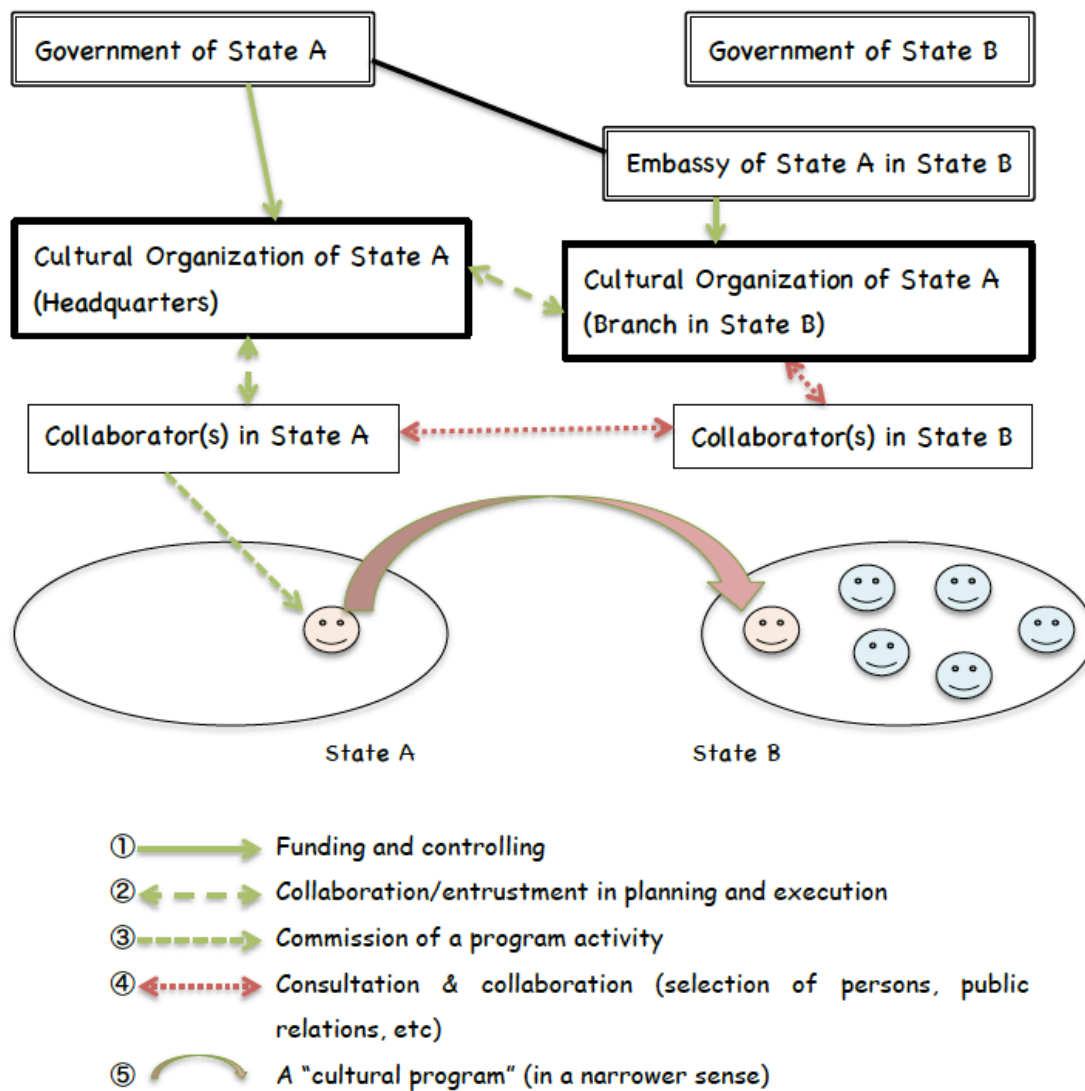 Government of State A
Government of State B
Embassy of State A in State B
Cultural Organization of State A
(Headquarters)
Cultural Organization of State A
(Branch in State B)
Collaborator(s) in State A
Collaborator(s) in State B
State A
State B
① Funding and controlling
② Collaboration/entrustment in planning and execution
③ Commission of a program activity
④ Consultation & collaboration (selection of persons, public
relations, etc)
⑤ A “cultural program” (in a narrower sense)